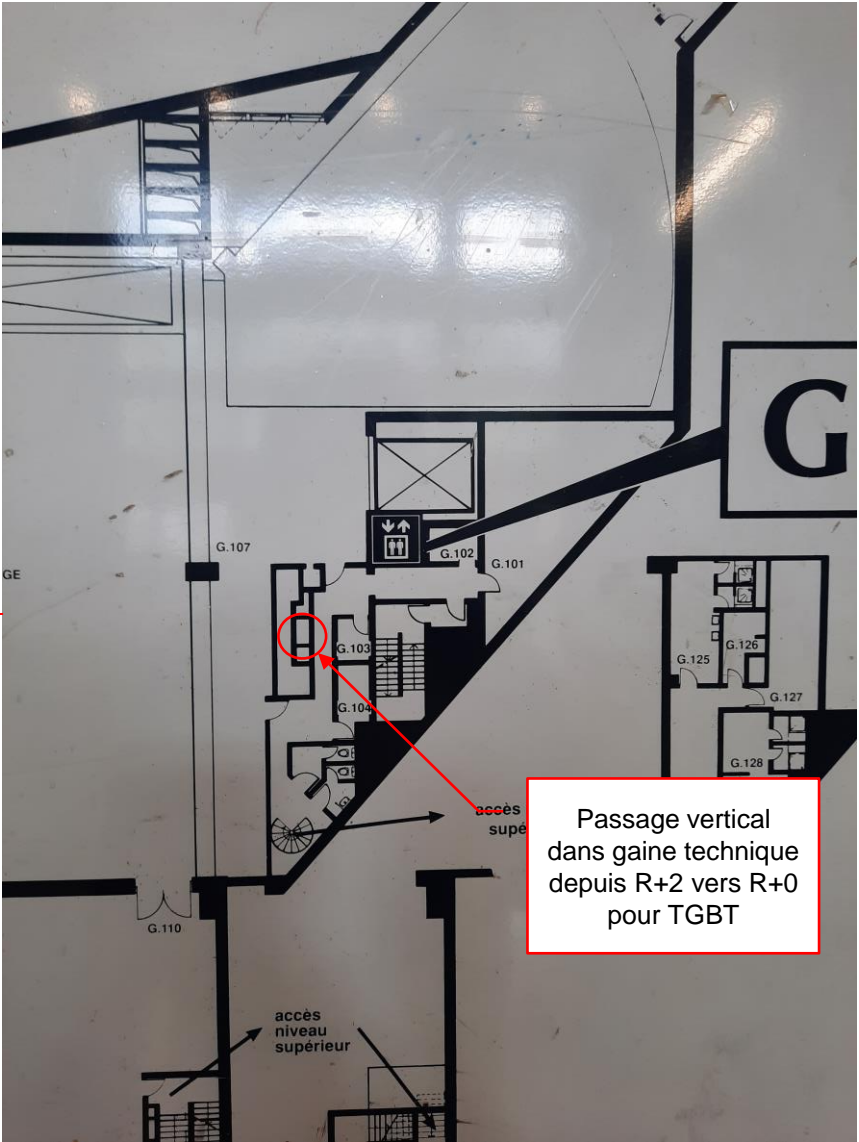 G
G.107
G.102
G.101
GE
G.103
G.104
G.125
G.126
G.127
G.128
accès
supé
Passage vertical
dans gaine technique
depuis R+2 vers R+0
pour TGBT
G.110
accès
niveau
supérieur